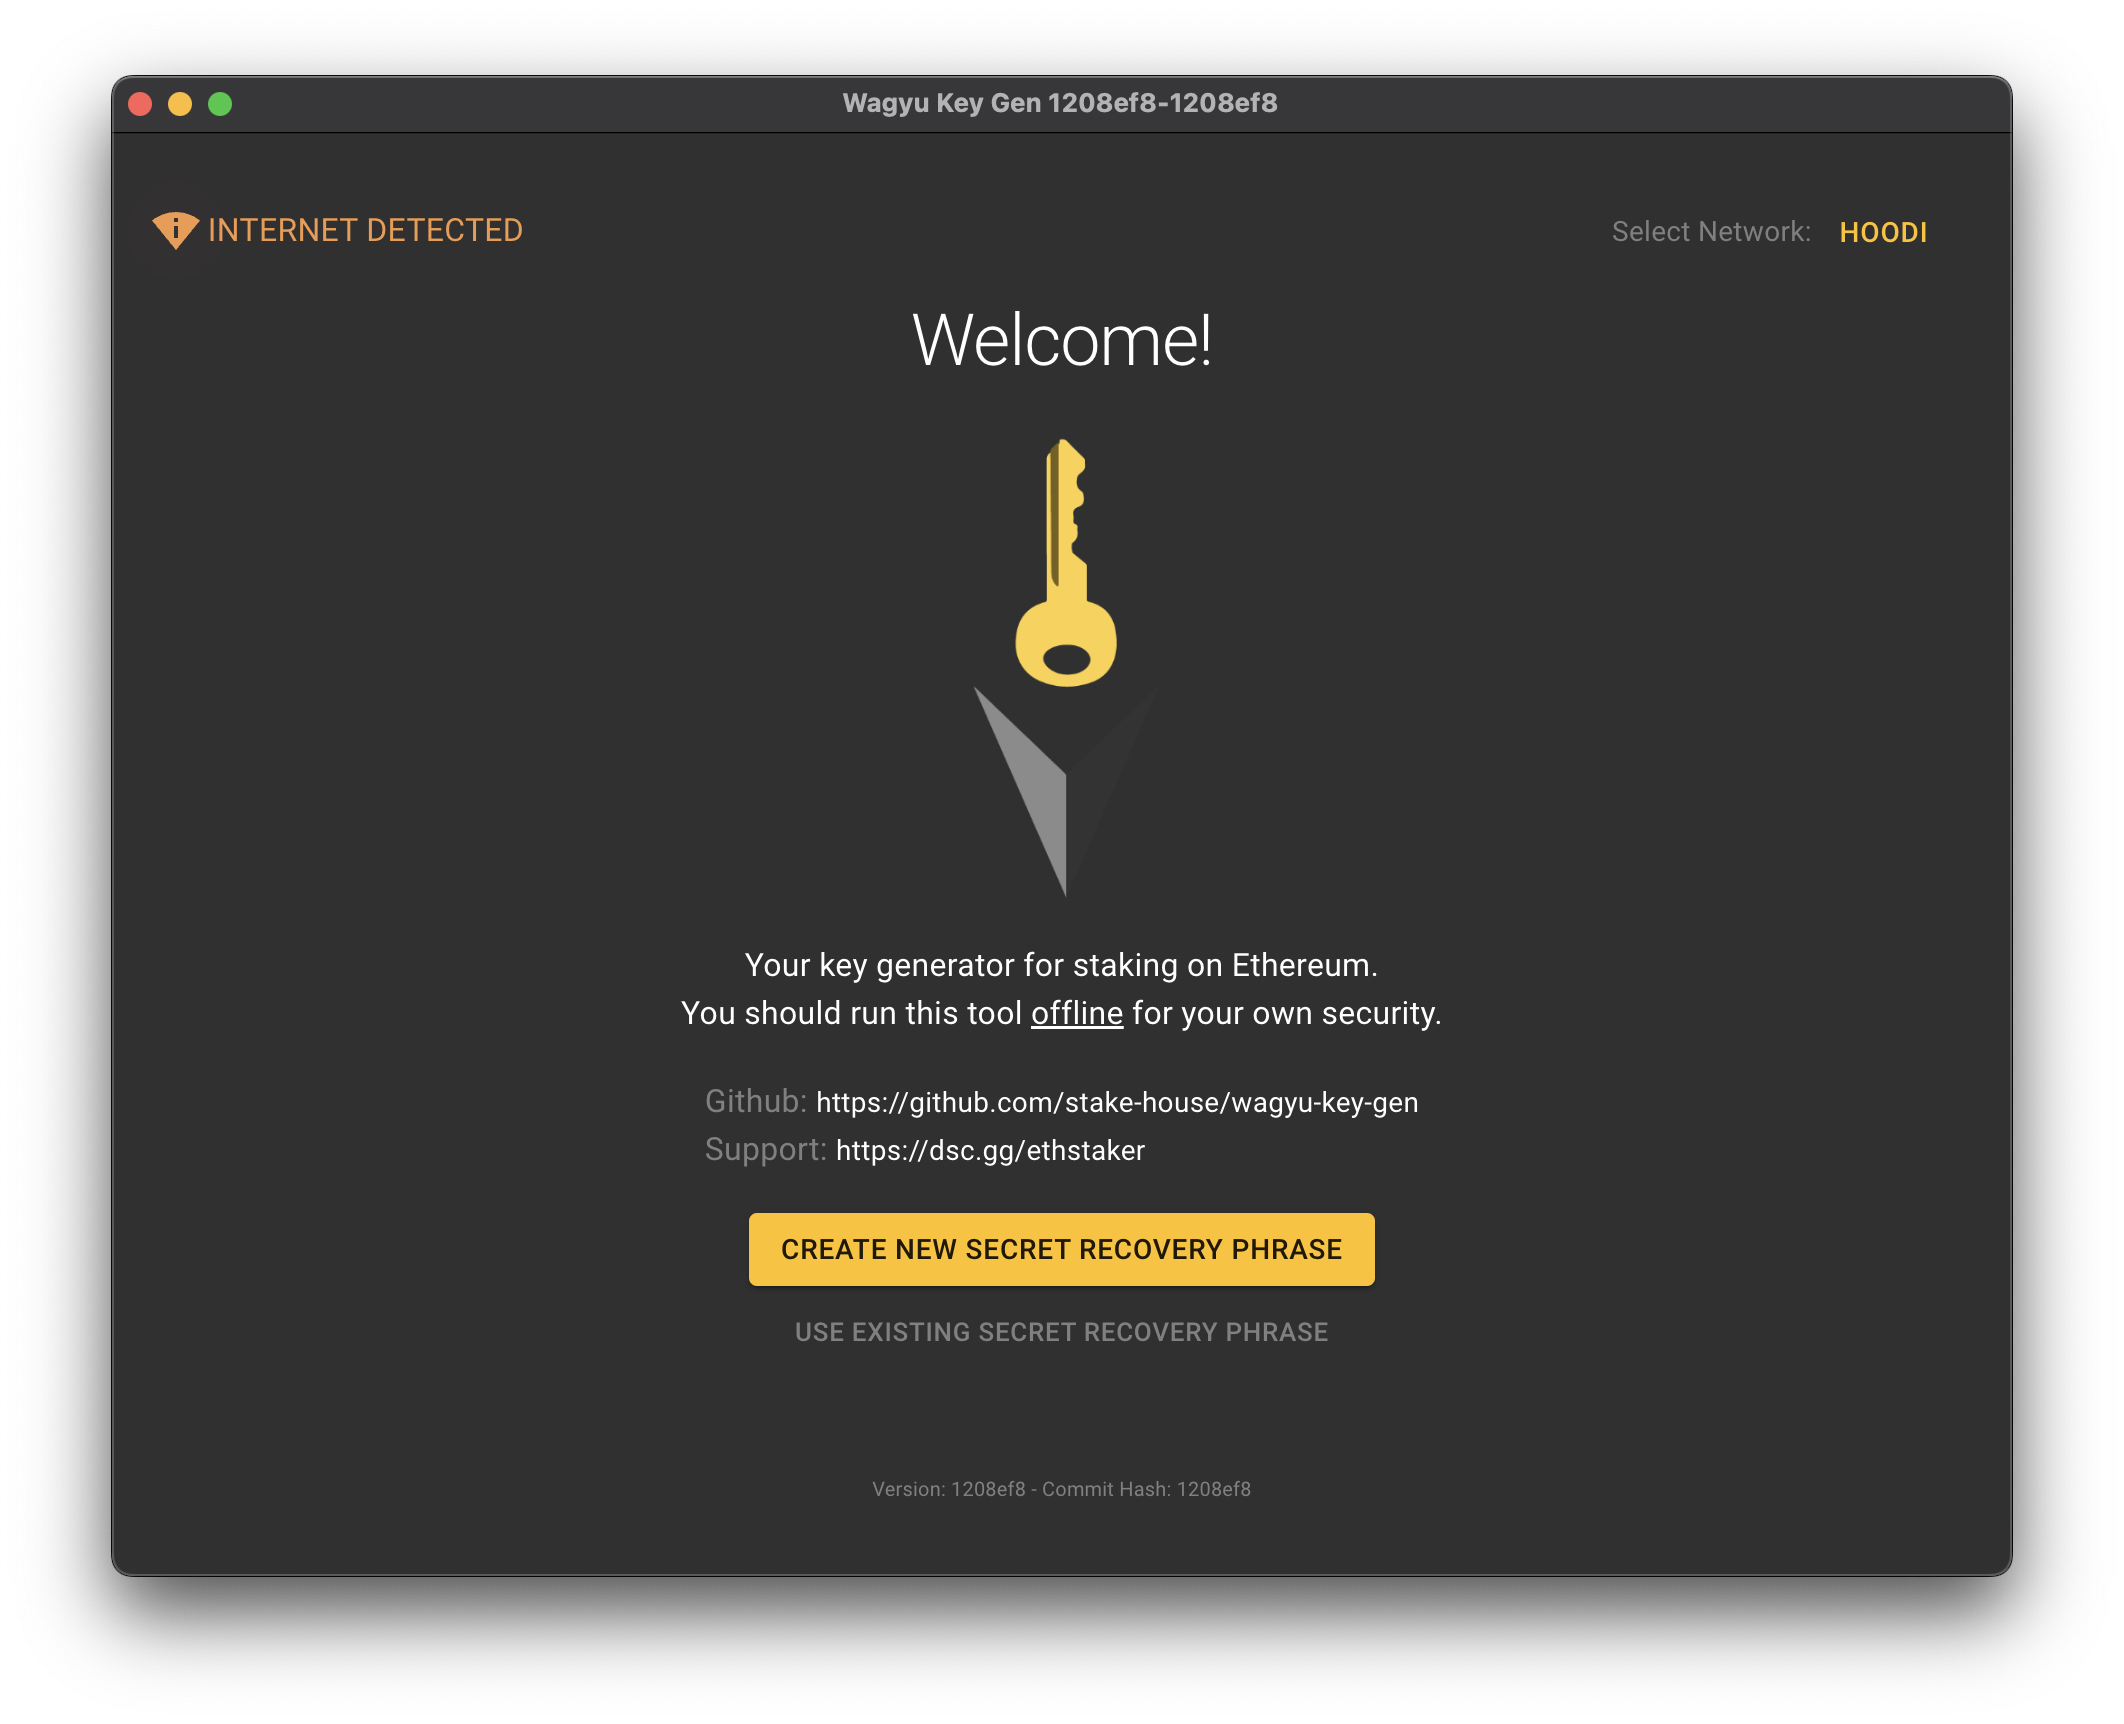 Wagyu Key Gen 1208ef8-1208ef8
INTERNET DETECTED
Select Network: HOODI
Welcome!
Your key generator for staking on Ethereum.
You should run this tool offline for your own security.
Github: https://github.com/stake-house/wagyu-key-gen
Support: https://dsc.gg/ethstaker
CREATE NEW SECRET RECOVERY PHRASE
USE EXISTING SECRET RECOVERY PHRASE
Version: 1208ef8 - Commit Hash: 1208ef8